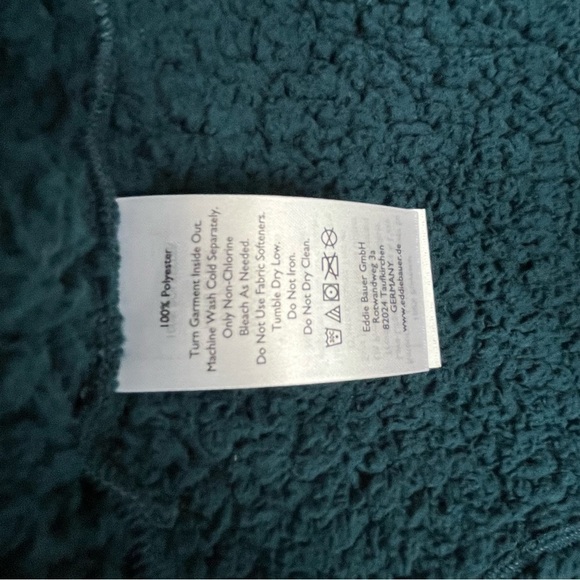 100% Polyester
Turn Garment Inside Out.
Machine Wash Cold Separately.
Only Non-Chlorine
Bleach As Needed.
Do Not Use Fabric Softeners.
Tumble Dry Low.
Do Not Iron.
Do Not Dry Clean.
Eddie Bauer GmbH
Rotwandweg 3a
82024 Taufkirchen
GERMANY
www.eddiebauer.de